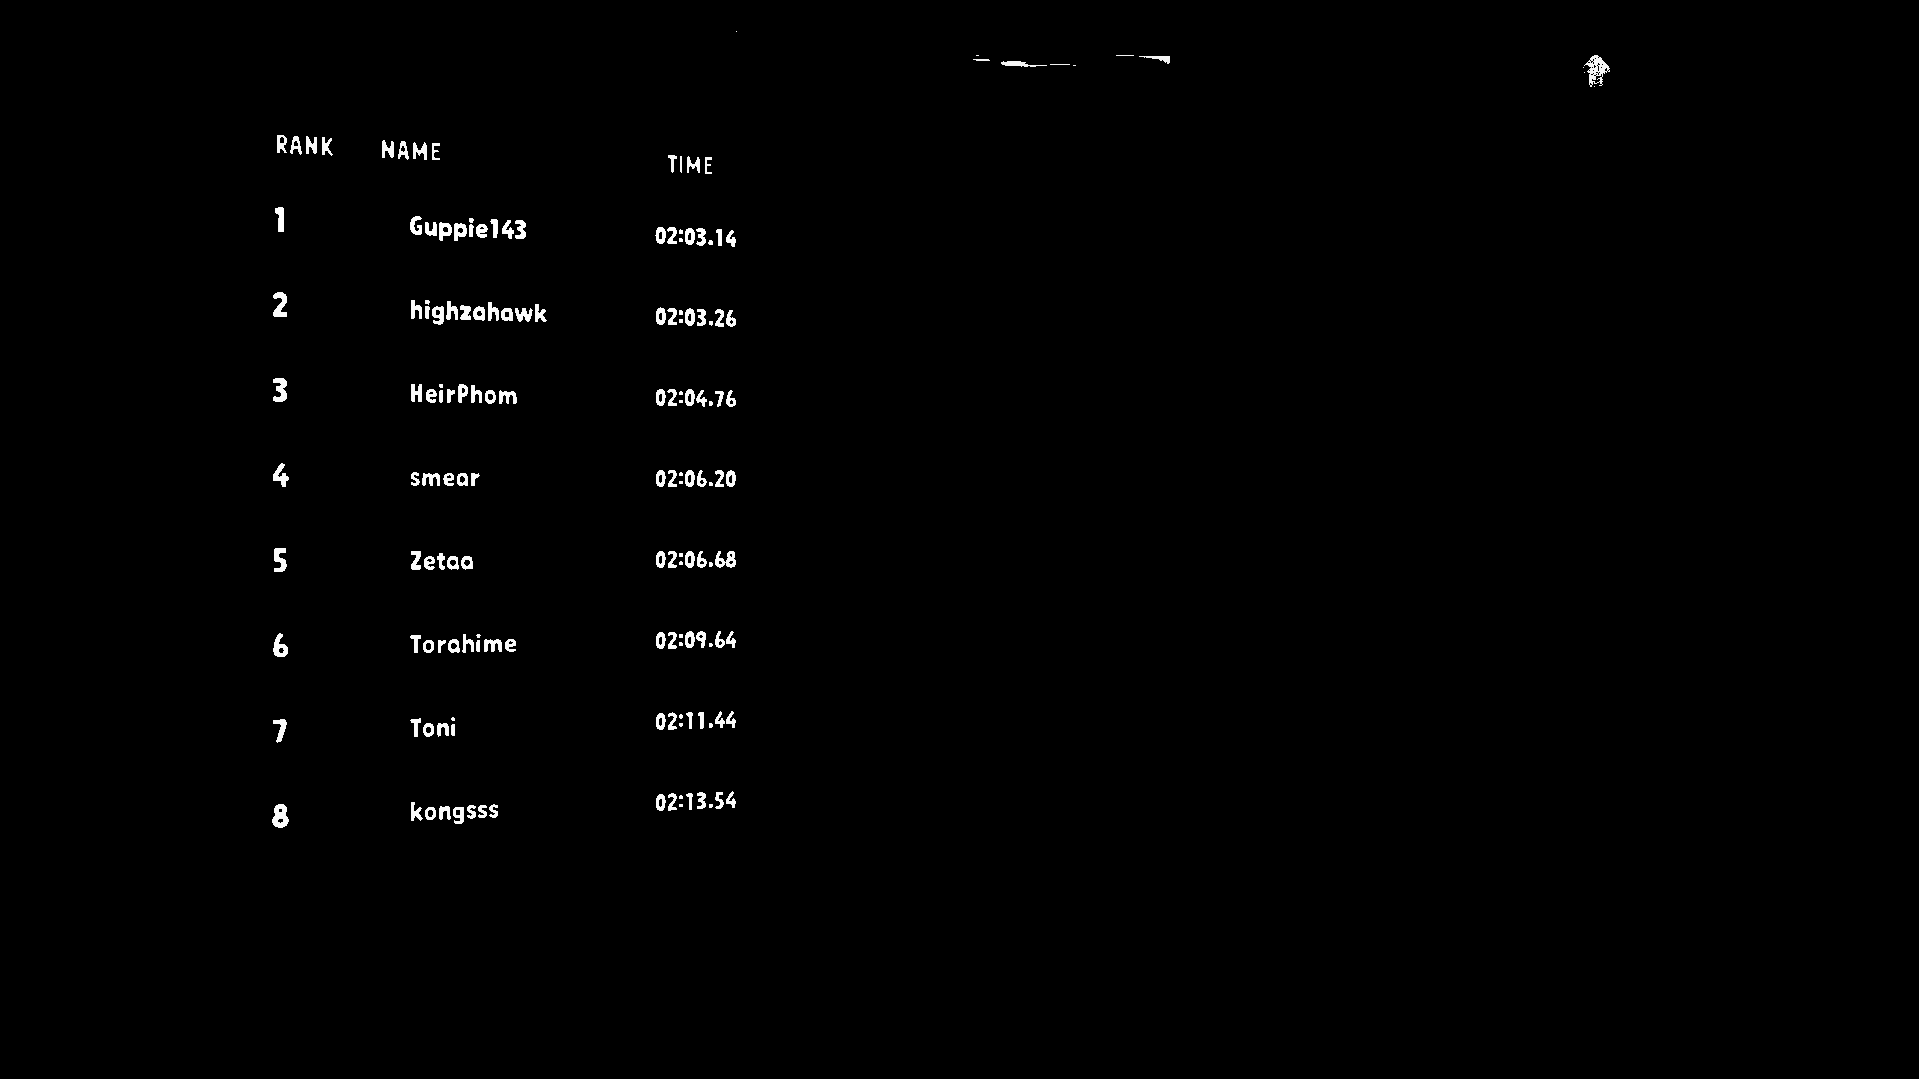 RANK NAME TIME
1 Guppie143 02:03.14
2 highzahawk 02:03.26
3 HeirPhom 02:04.76
4 smear 02:06.20
5 Zetaa 02:06.68
6 Torahime 02:09.64
7 Toni 02:11.44
8 kongsss 02:13.54